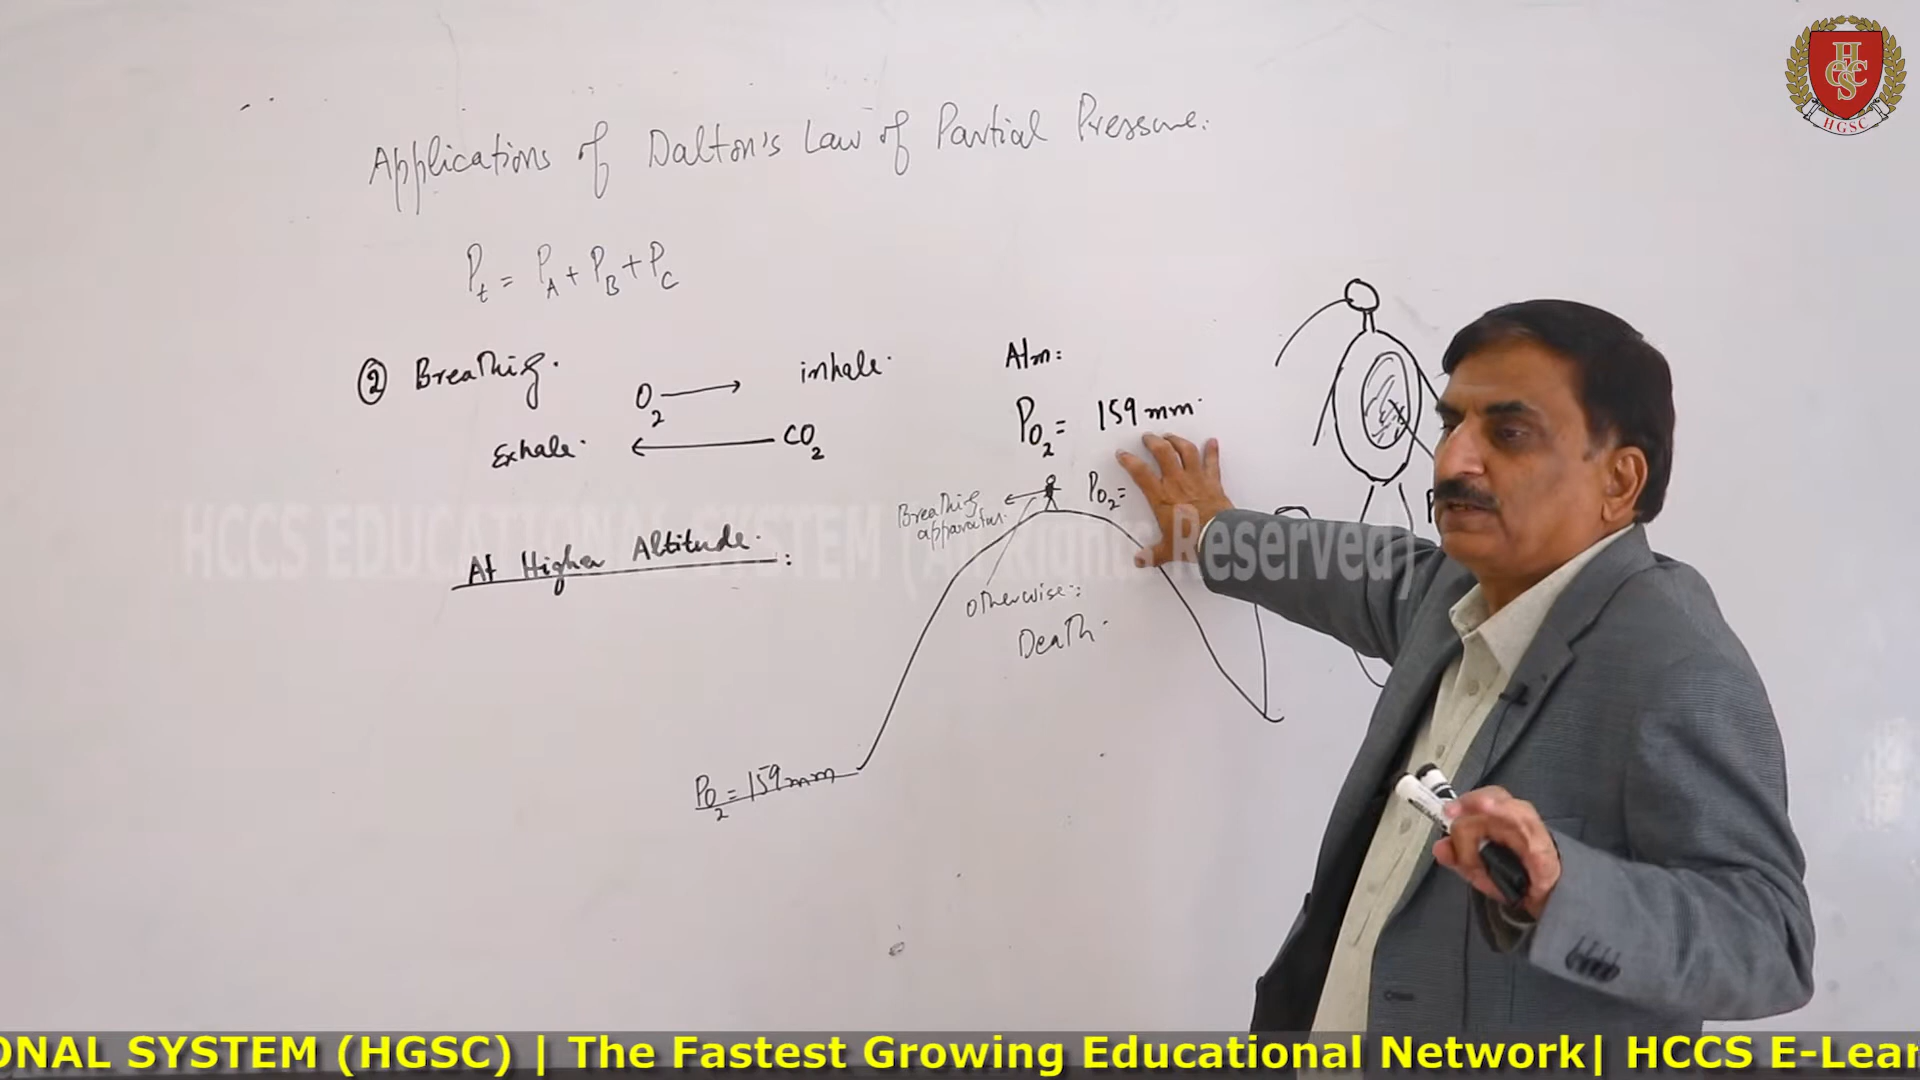 HCCS
HGSC
Applications of Dalton's Law of Partial Pressure:
Pt = PA + PB + PC
② Breathing.
O2 → inhale.
Exhale. ← CO2
Atm:
PO2 = 159 mm.
Breathing apparatus.
PO2 =
At Higher Altitude. :
Otherwise:
Death.
PO2 = 159 mm
HCCS EDUCATIONAL SYSTEM (All Rights Reserved)
ONAL SYSTEM (HGSC) | The Fastest Growing Educational Network| HCCS E-Lear